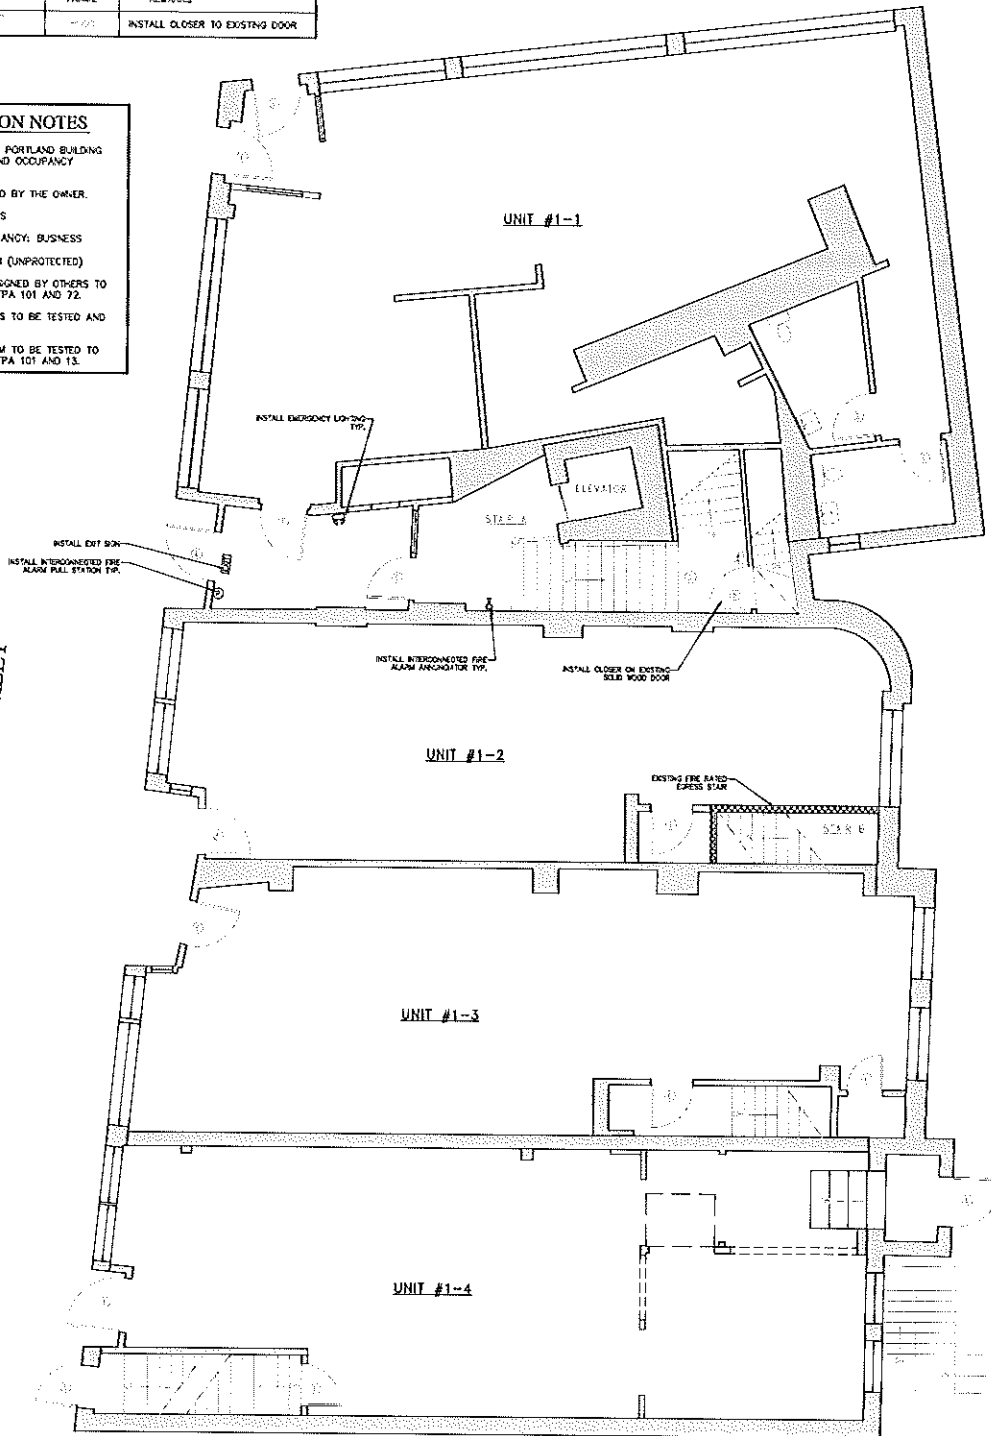 INSTALL CLOSER TO EXISTING DOOR
ON NOTES
PORTLAND BUILDING
ND OCCUPANCY
D BY THE OWNER.
S
ANCY: BUSINESS
(UNPROTECTED)
GNED BY OTHERS TO
FPA 101 AND 72.
S TO BE TESTED AND
M TO BE TESTED TO
FPA 101 AND 13.
UNIT #1-1
INSTALL EMERGENCY LIGHTING
TYP.
ELEVATOR
STAIR A
INSTALL EXIT SIGN
INSTALL INTERCONNECTED FIRE
ALARM PULL STATION TYP.
INSTALL INTERCONNECTED FIRE
ALARM ANNUNCIATOR TYP.
INSTALL CLOSER ON EXISTING
SOLID WOOD DOOR
UNIT #1-2
EXISTING FIRE RATED
EGRESS STAIR
STAIR B
UNIT #1-3
UNIT #1-4